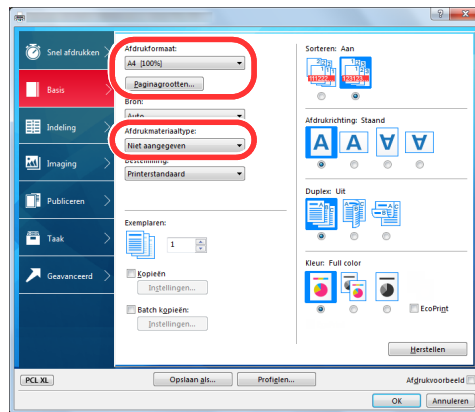 Snel afdrukken
Basis
Indeling
Imaging
Publiceren
Taak
Geavanceerd
Afdrukformaat:
A4 [100%]
Paginagrootten...
Bron:
Auto
Afdrukmateriaaltype:
Niet aangegeven
Bestemming:
Printerstandaard
Exemplaren:
1
Kopieën
Instellingen...
Batch kopieën:
Instellingen...
Sorteren: Aan
111222
123123
Afdrukrichting: Staand
A A A A
Duplex: Uit
Kleur: Full color
EcoPrint
Herstellen
PCL XL
Opslaan als...
Profielen...
Afdrukvoorbeeld
OK
Annuleren